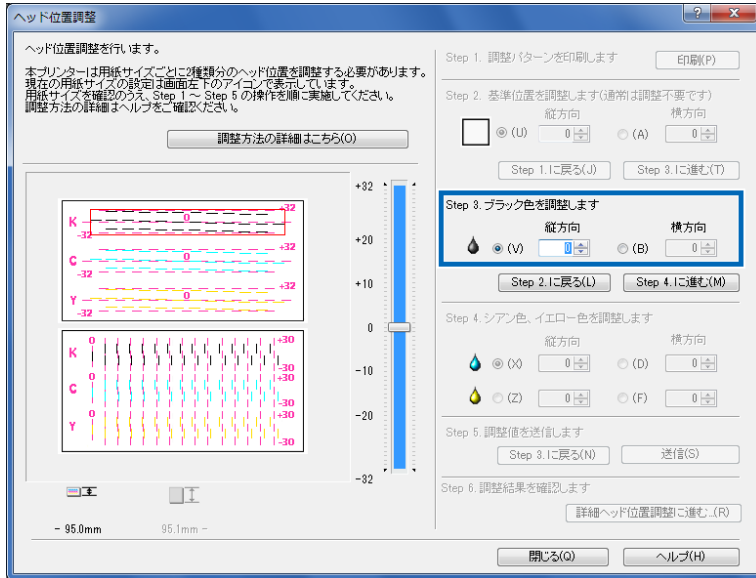 ヘッド位置調整
ヘッド位置調整を行います。
本プリンターは用紙サイズごとに2種類分のヘッド位置を調整する必要があります。
現在の用紙サイズの設定は画面左下のアイコンで表示しています。
用紙サイズを確認のうえ、Step 1～Step 5 の操作を順に実施してください。
調整方法の詳細はヘルプをご確認ください。
調整方法の詳細はこちら(O)
+32
+20
+10
0
-10
-20
-32
K 0 +32
-32
C
-32
+32
Y
-32
K 0 +30
-30
C 0 +30
-30
Y 0 +30
-30
- 95.0mm
95.1mm -
Step 1. 調整パターンを印刷します
印刷(P)
Step 2. 基準位置を調整します(通常は調整不要です)
縦方向 横方向
(U) 0 (A) 0
Step 1.に戻る(J) Step 3.に進む(T)
Step 3. ブラック色を調整します
縦方向 横方向
(V) 0 (B) 0
Step 2.に戻る(L) Step 4.に進む(M)
Step 4. シアン色、イエロー色を調整します
縦方向 横方向
(X) 0 (D) 0
(Z) 0 (F) 0
Step 5. 調整値を送信します
Step 3.に戻る(N) 送信(S)
Step 6. 調整結果を確認します
詳細ヘッド位置調整に進む...(R)
閉じる(Q) ヘルプ(H)